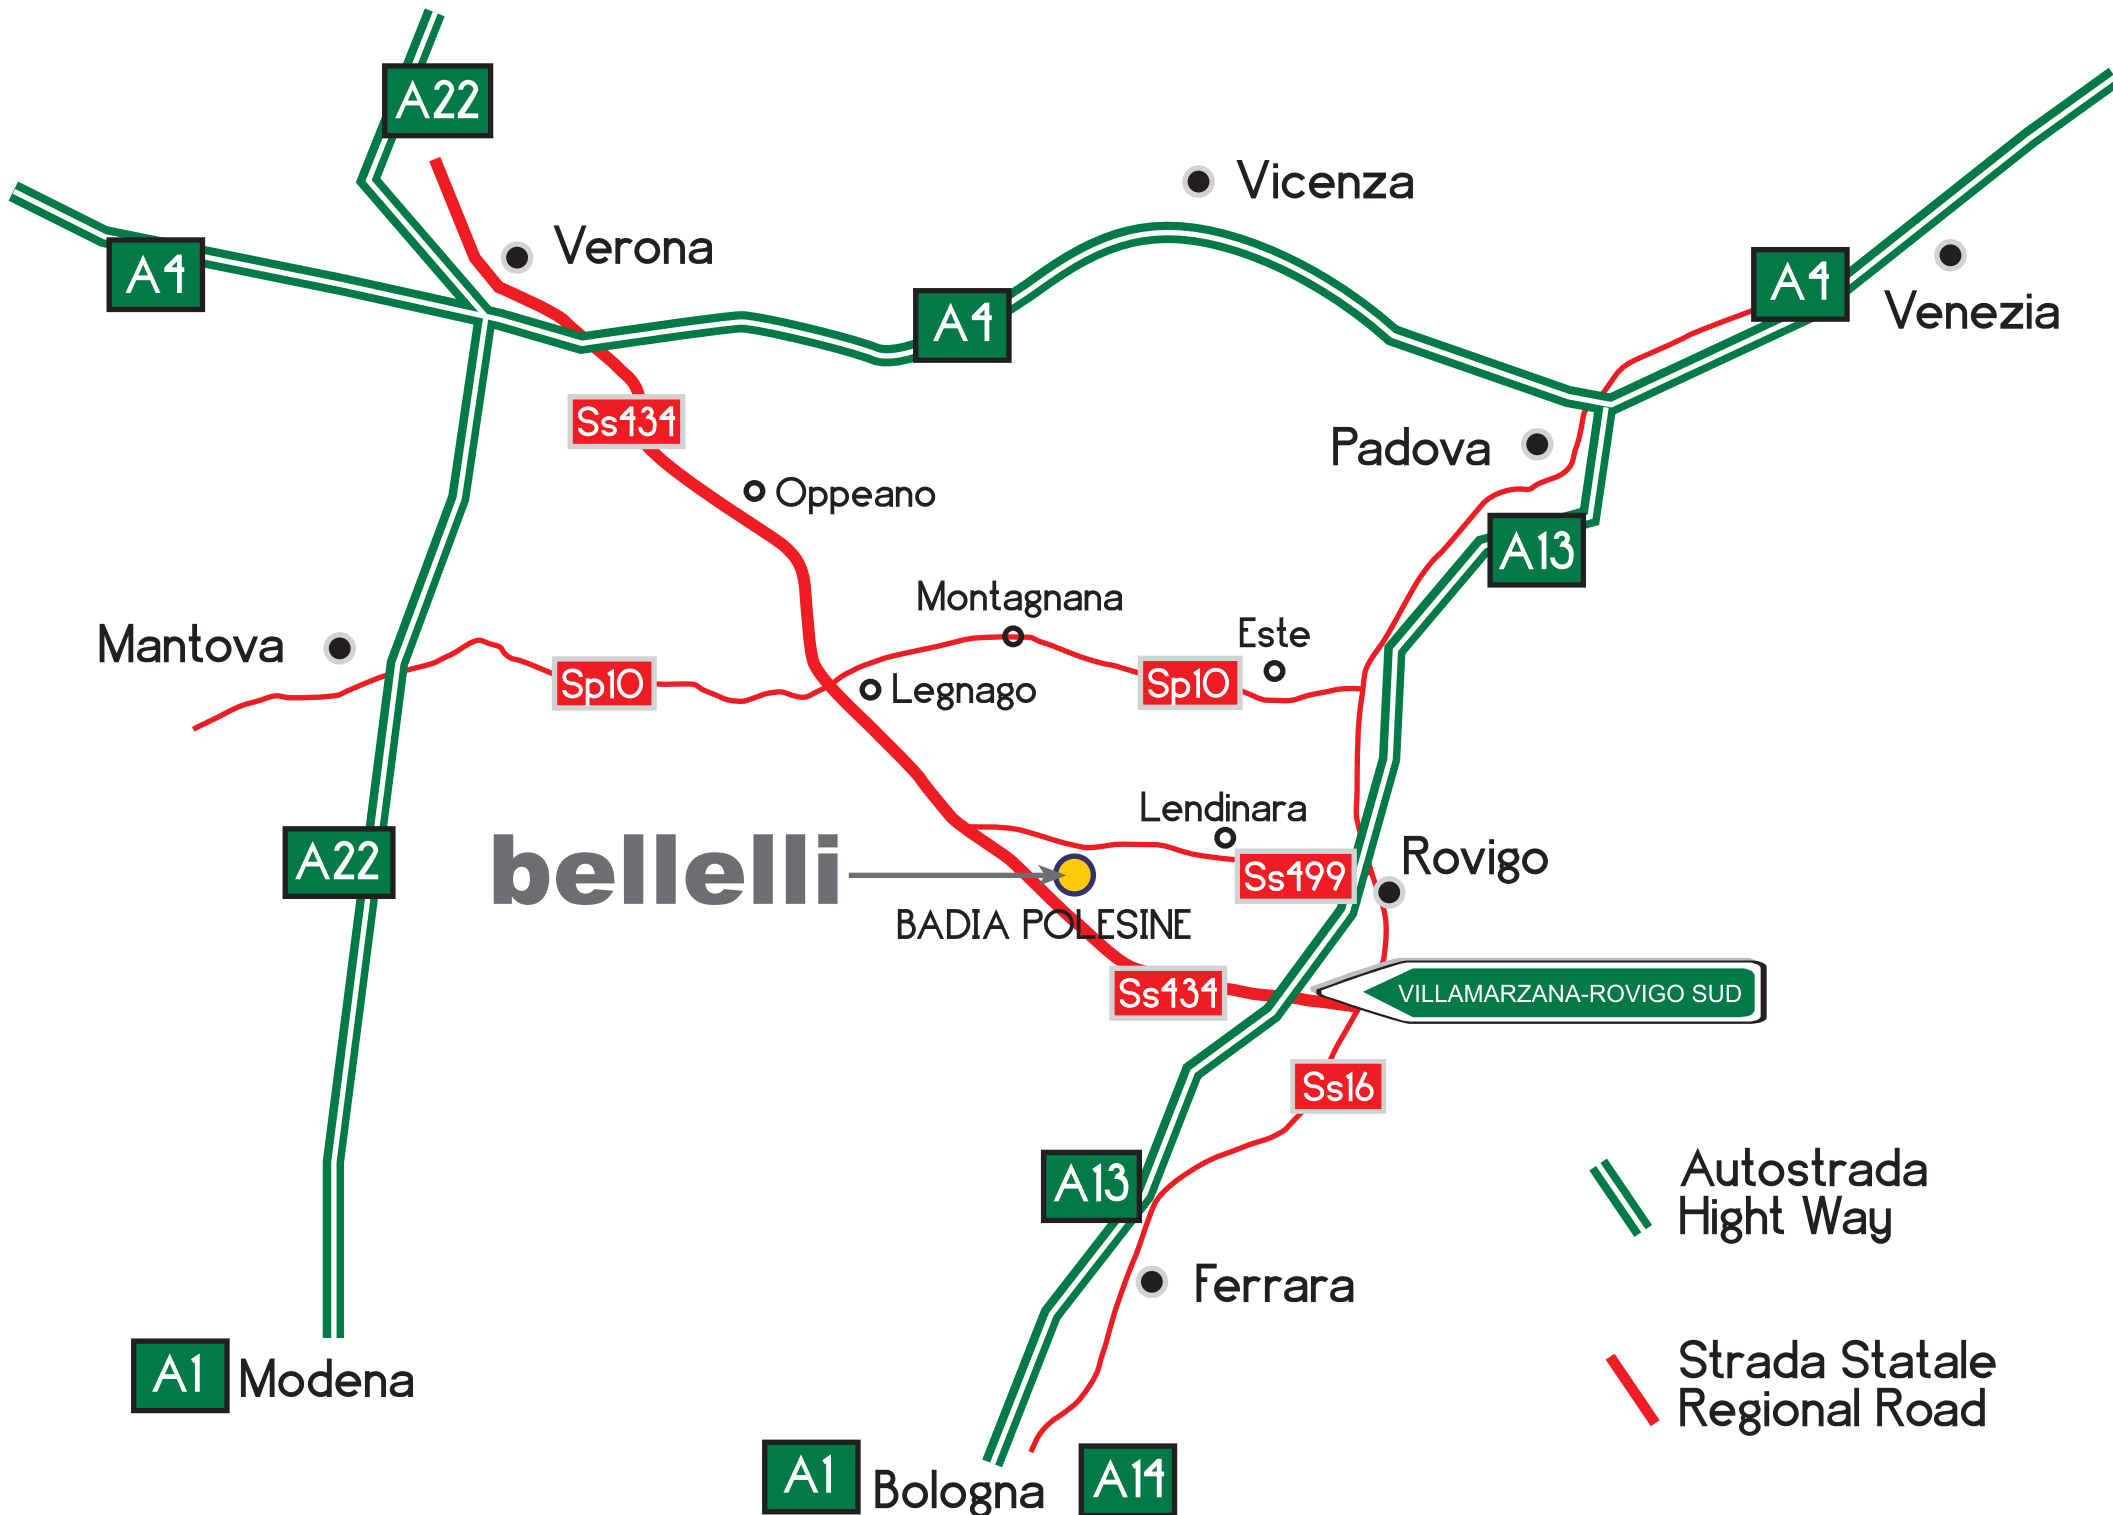 A22
Vicenza
Verona
A4
A4
A4
Venezia
Ss434
Padova
Oppeano
A13
Montagnana
Este
Mantova
Sp10
Sp10
Legnago
Lendinara
bellelli
A22
Ss499
Rovigo
BADIA POLESINE
Ss434
VILLAMARZANA-ROVIGO SUD
Ss16
A13
Autostrada
Hight Way
Ferrara
Strada Statale
Regional Road
A1
Modena
A1
Bologna
A14